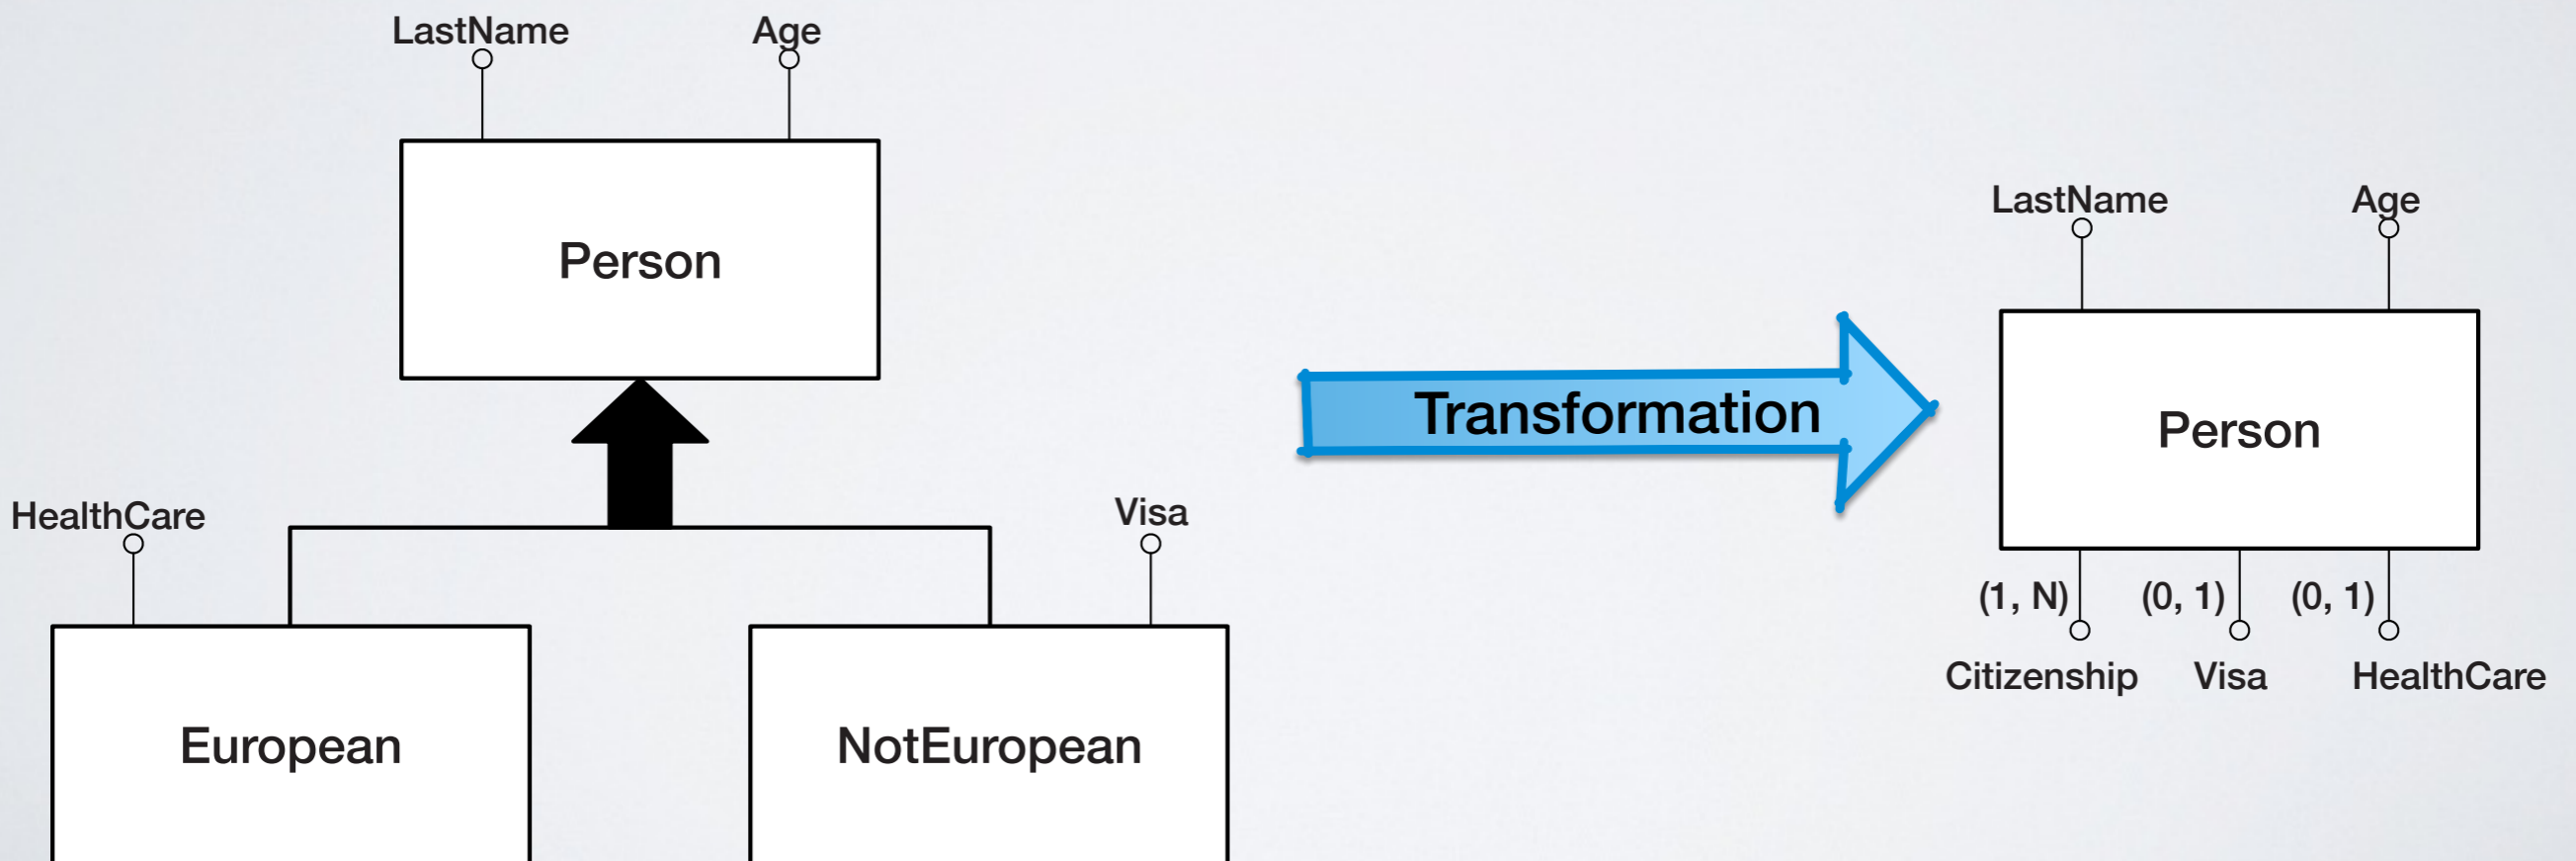 LastName
Age
Person
HealthCare
Visa
European
NotEuropean
Transformation
LastName
Age
Person
(1, N)
(0, 1)
(0, 1)
Citizenship
Visa
HealthCare